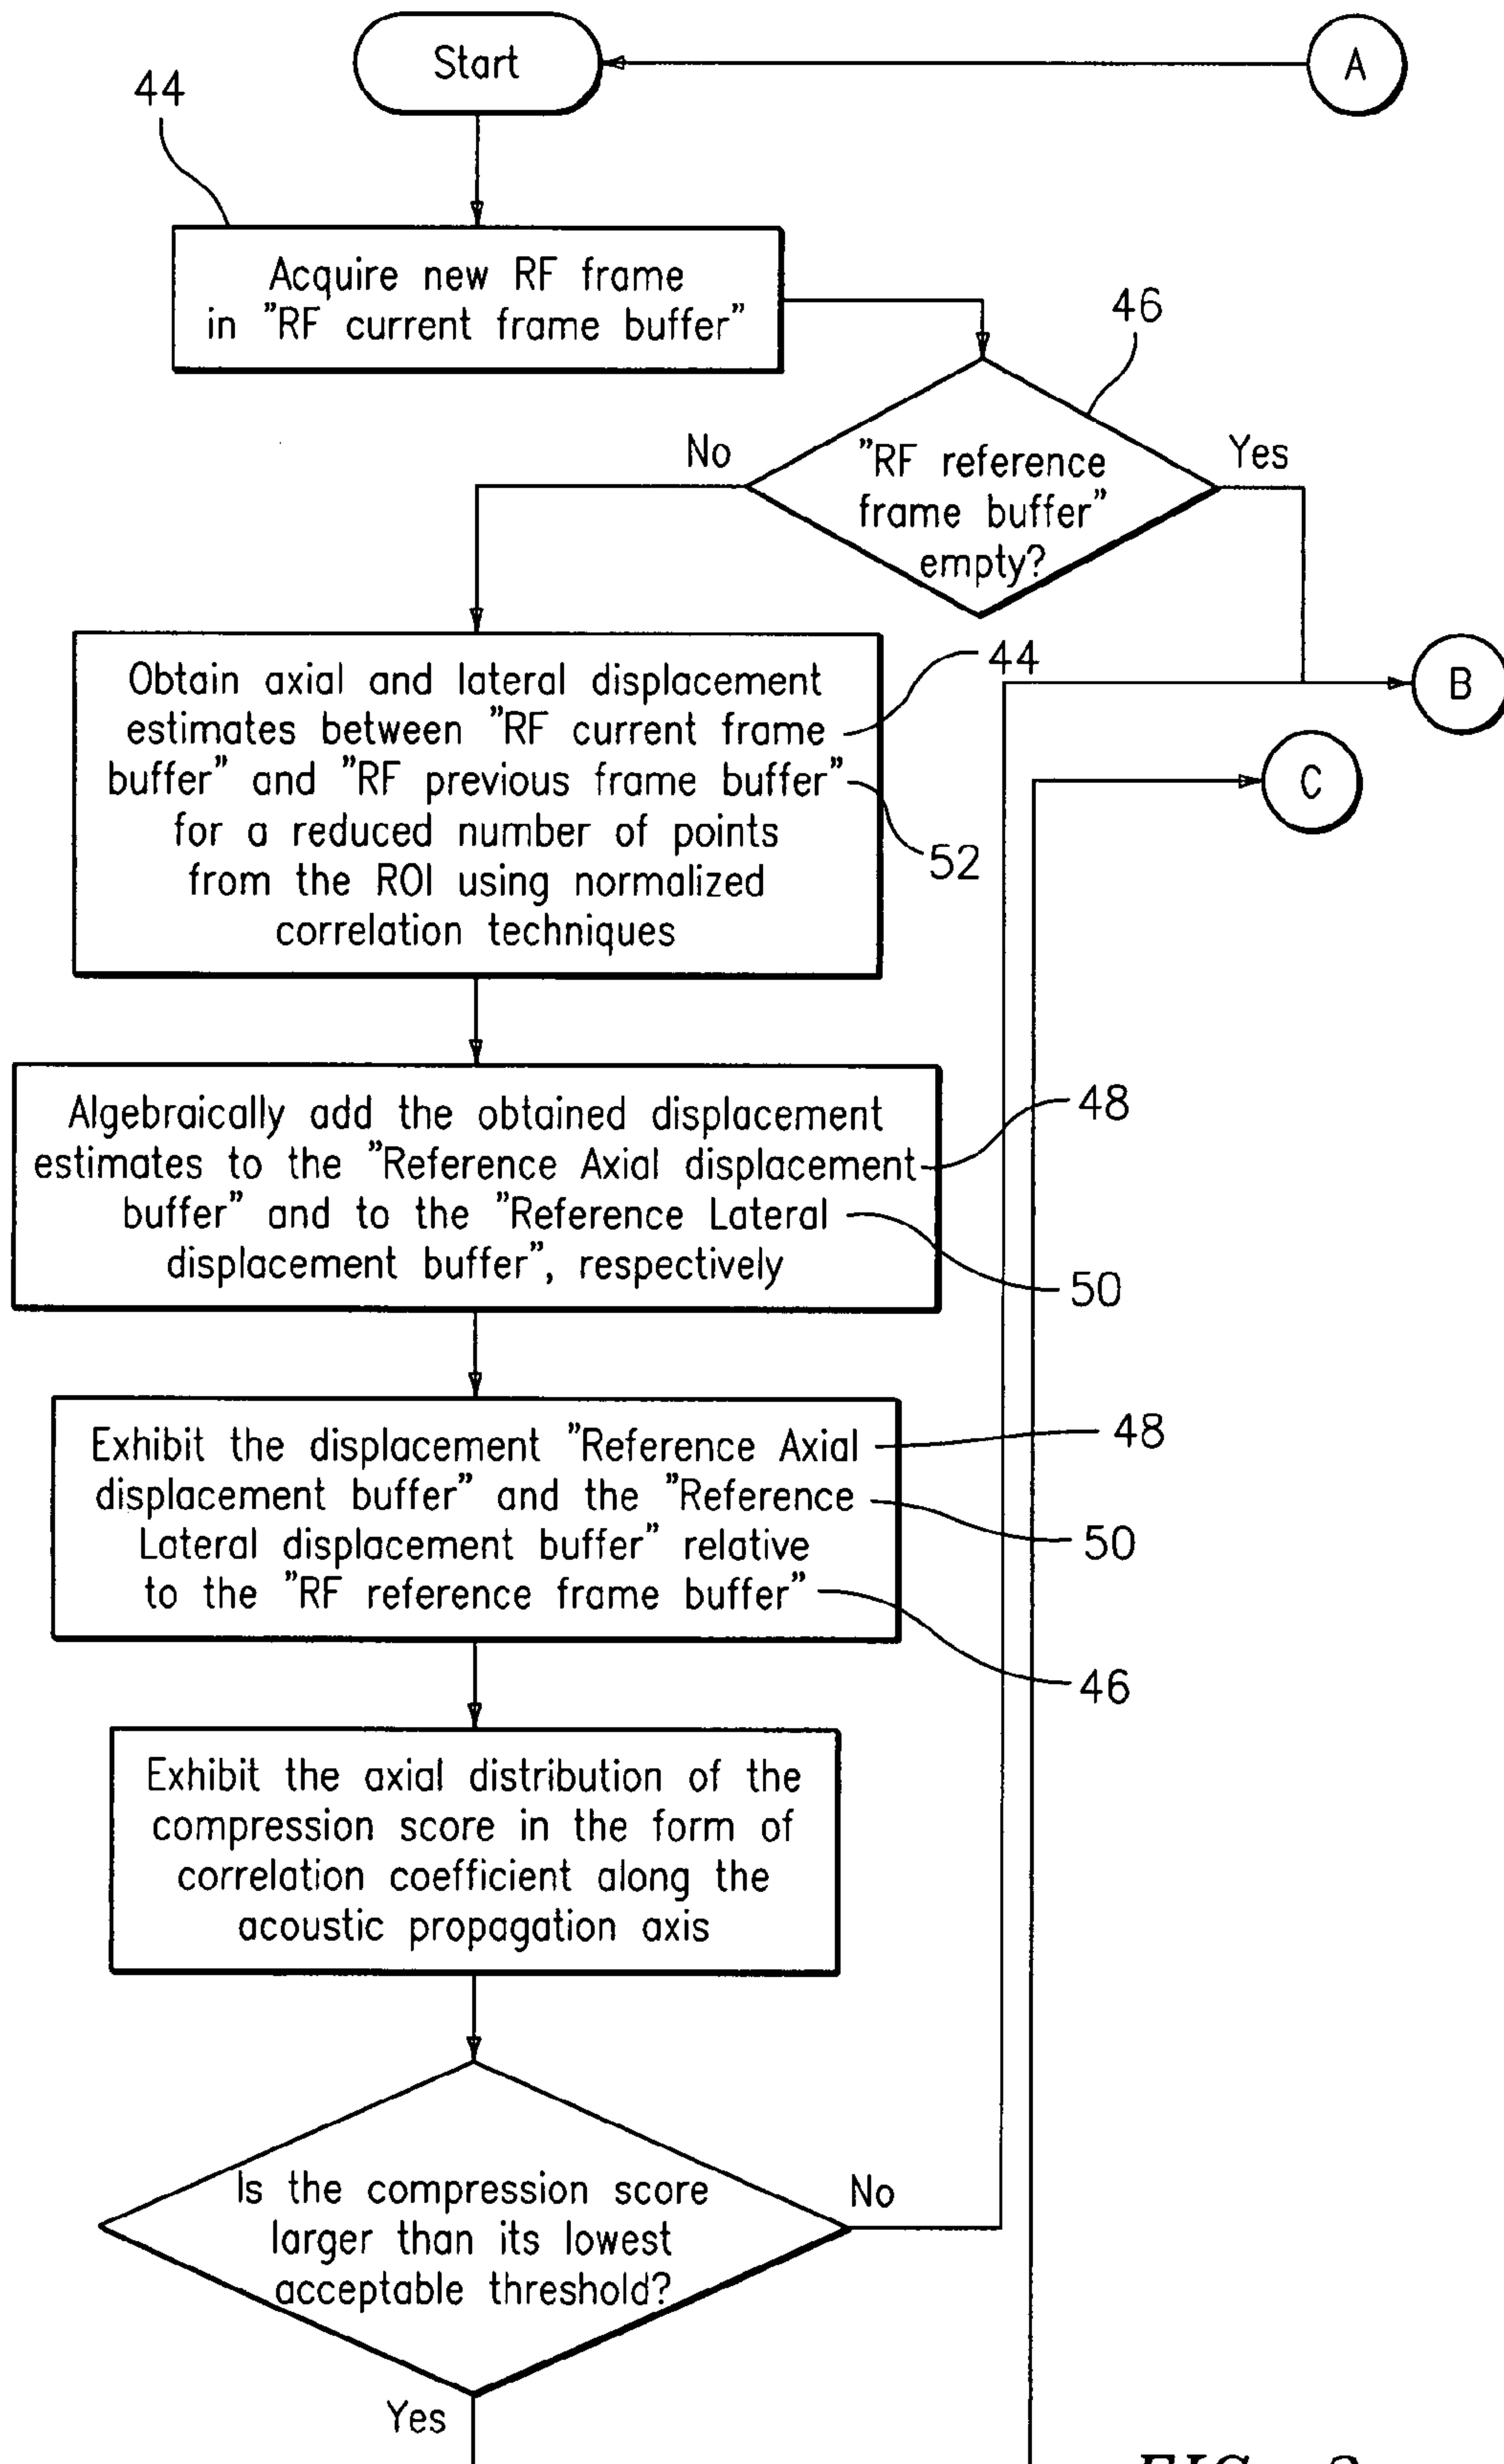 Start
A
44
Acquire new RF frame
in "RF current frame buffer"
46
No
"RF reference
frame buffer"
empty?
Yes
Obtain axial and lateral displacement
estimates between "RF current frame
buffer" and "RF previous frame buffer"
for a reduced number of points
from the ROI using normalized
correlation techniques
44
52
B
C
Algebraically add the obtained displacement
estimates to the "Reference Axial displacement
buffer" and to the "Reference Lateral
displacement buffer", respectively
48
50
Exhibit the displacement "Reference Axial
displacement buffer" and the "Reference
Lateral displacement buffer" relative
to the "RF reference frame buffer"
48
50
46
Exhibit the axial distribution of the
compression score in the form of
correlation coefficient along the
acoustic propagation axis
Is the compression score
larger than its lowest
acceptable threshold?
No
Yes